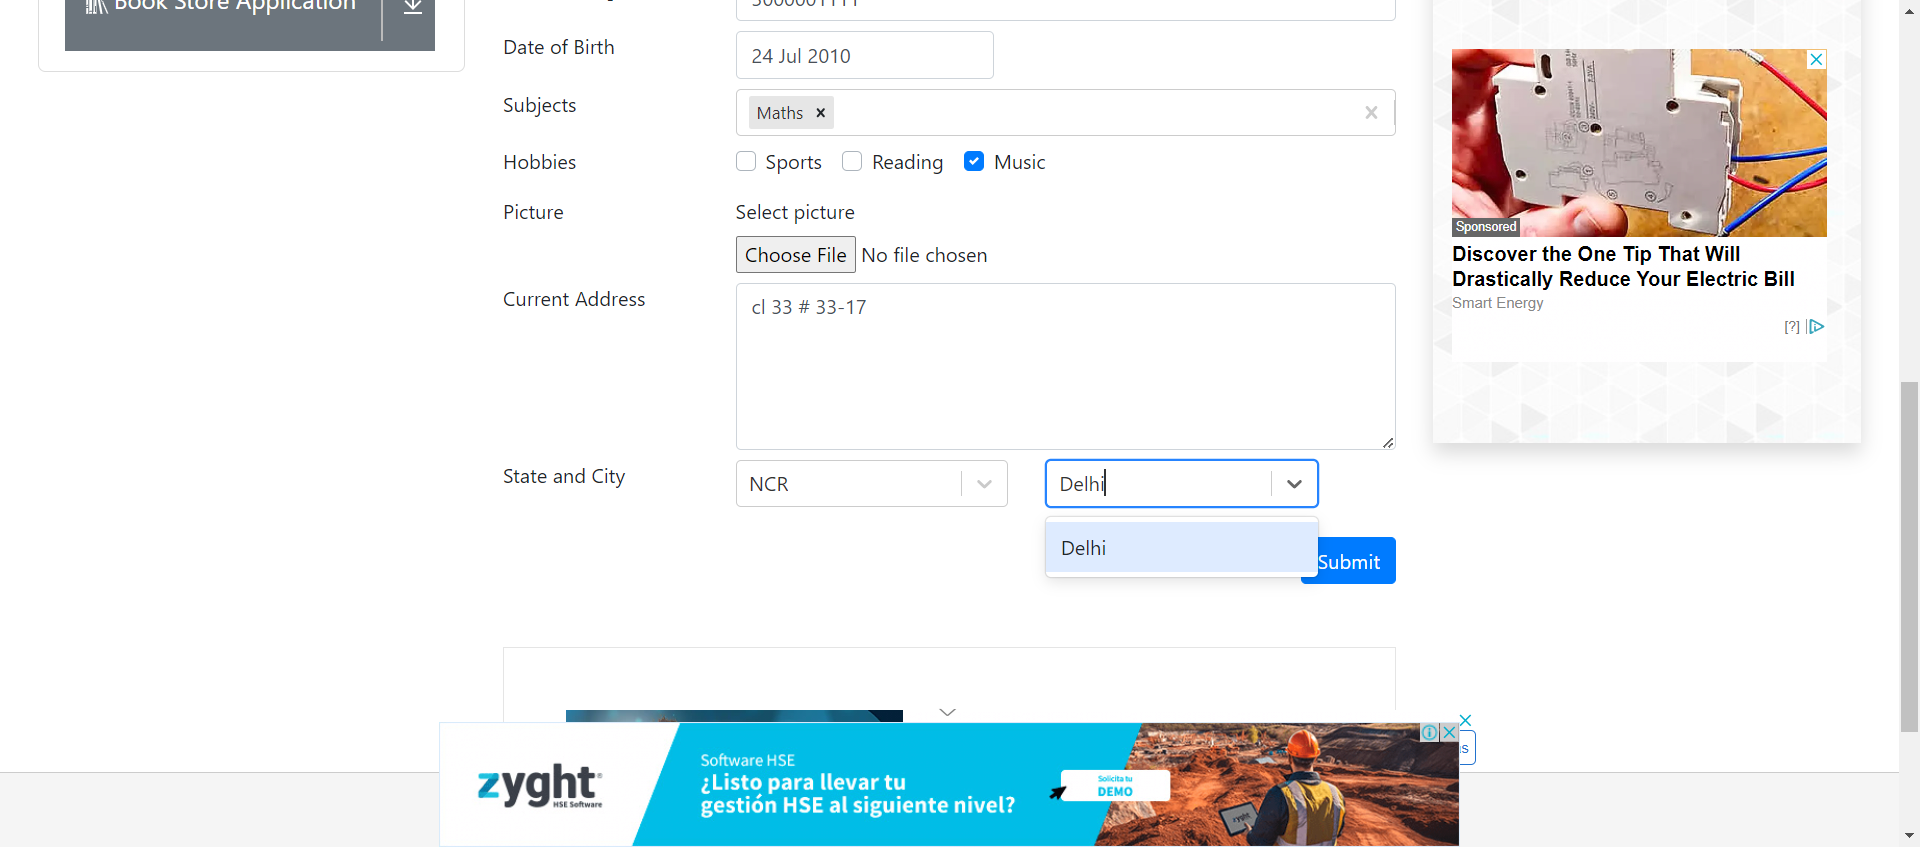 Book Store Application
Date of Birth
24 Jul 2010
Subjects
Maths
Hobbies
Sports
Reading
Music
Picture
Select picture
Choose File No file chosen
Current Address
cl 33 # 33-17
State and City
NCR
Delhi
Delhi
Submit
Sponsored
Discover the One Tip That Will
Drastically Reduce Your Electric Bill
Smart Energy
[?]
zyght
HSE Software
Software HSE
¿Listo para llevar tu
gestión HSE al siguiente nivel?
Solicita tu
DEMO